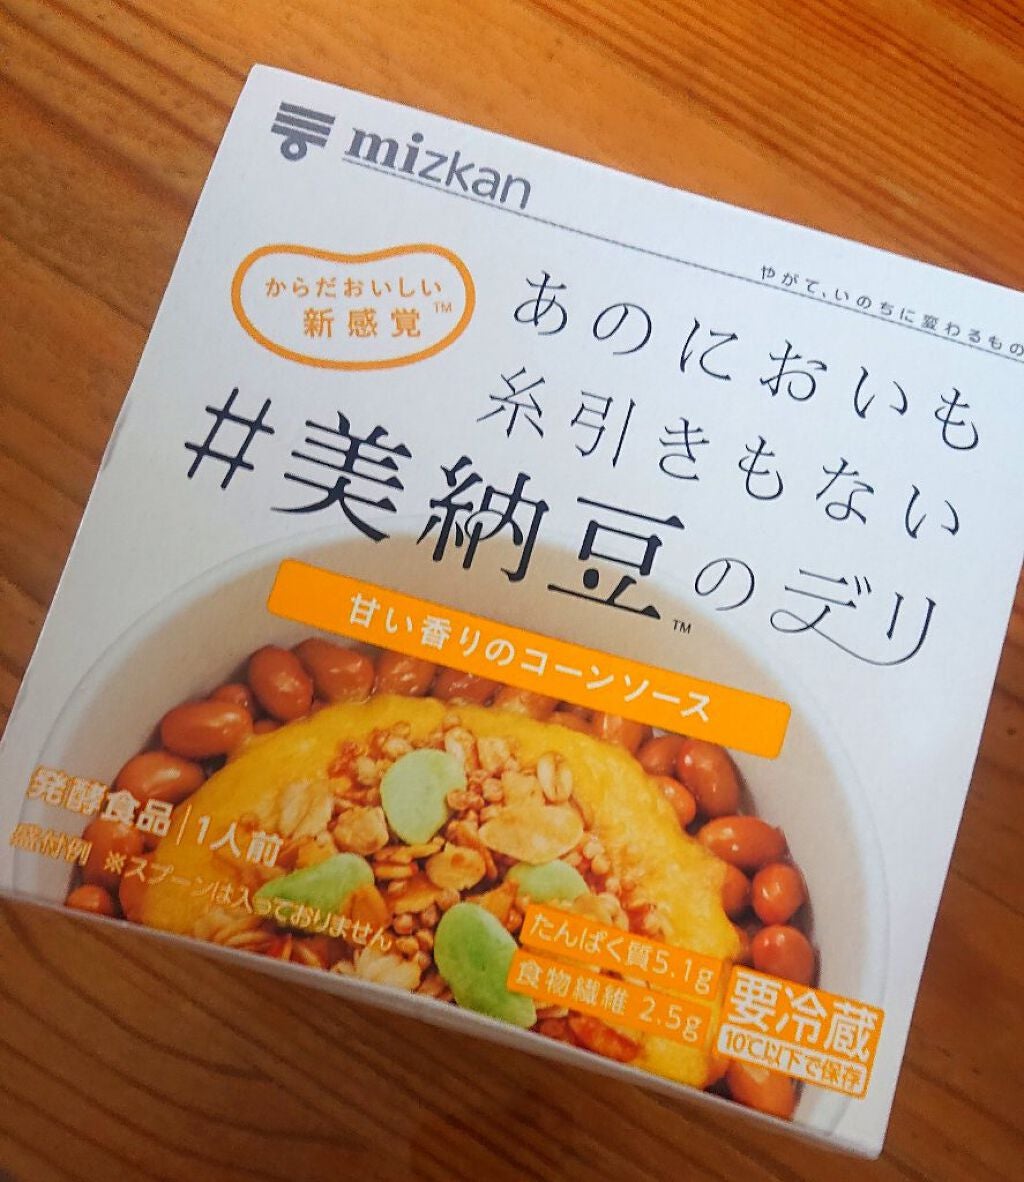 mizkan
やがて、いのちに変わるもの
からだおいしい
新感覚™
あのにおいも
糸引きもない
#美納豆™のデリ
甘い香りのコーンソース
発酵食品|1人前
盛付例 ※スプーンは入っておりません
たんぱく質5.1g
食物繊維 2.5g
要冷蔵
10℃以下で保存